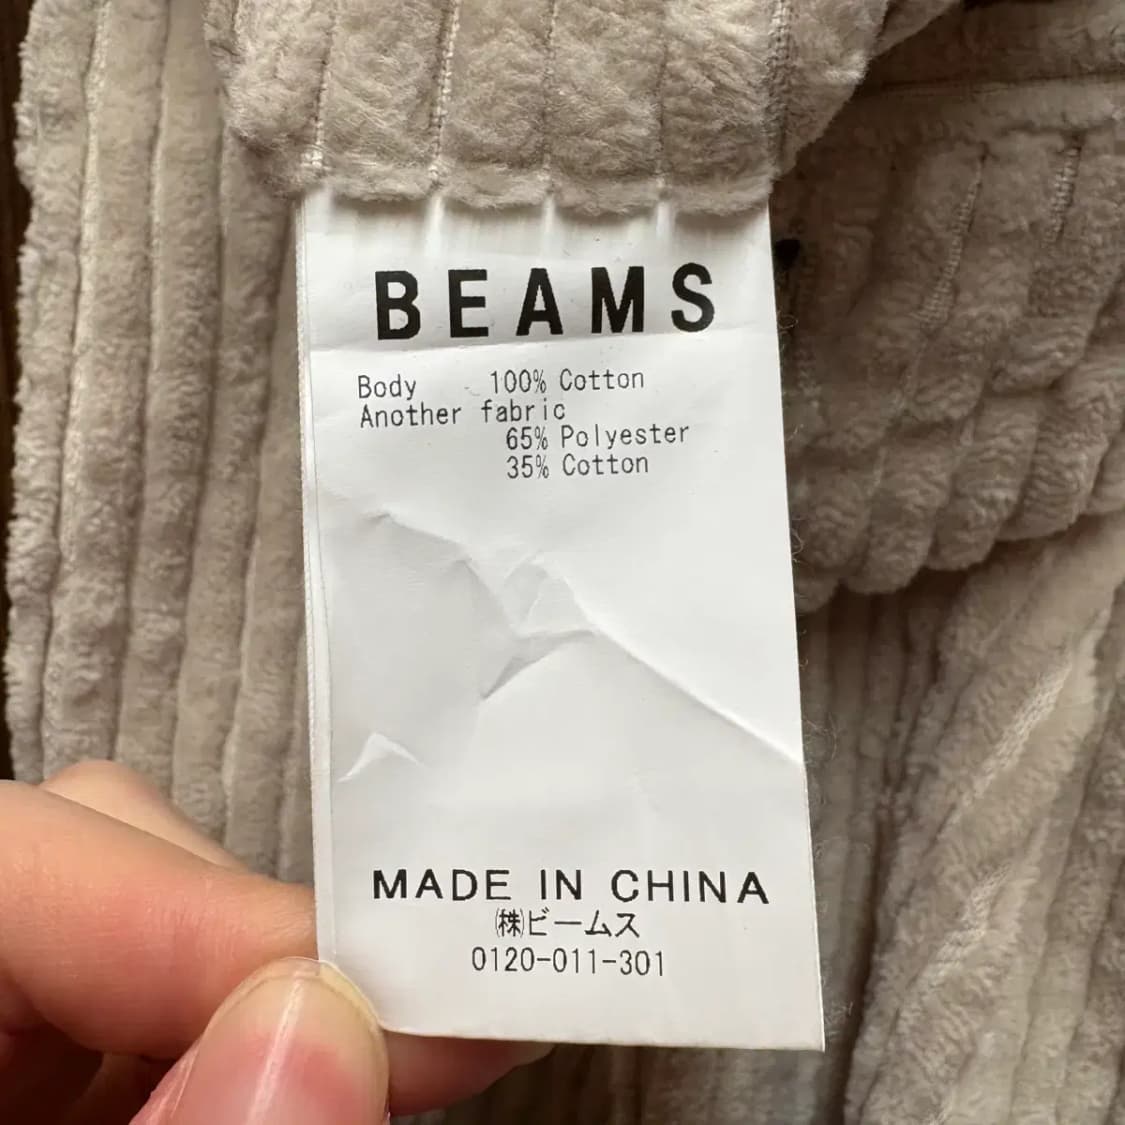 BEAMS
Body 100% Cotton
Another fabric
65% Polyester
35% Cotton
MADE IN CHINA
㈱ビームス
0120-011-301